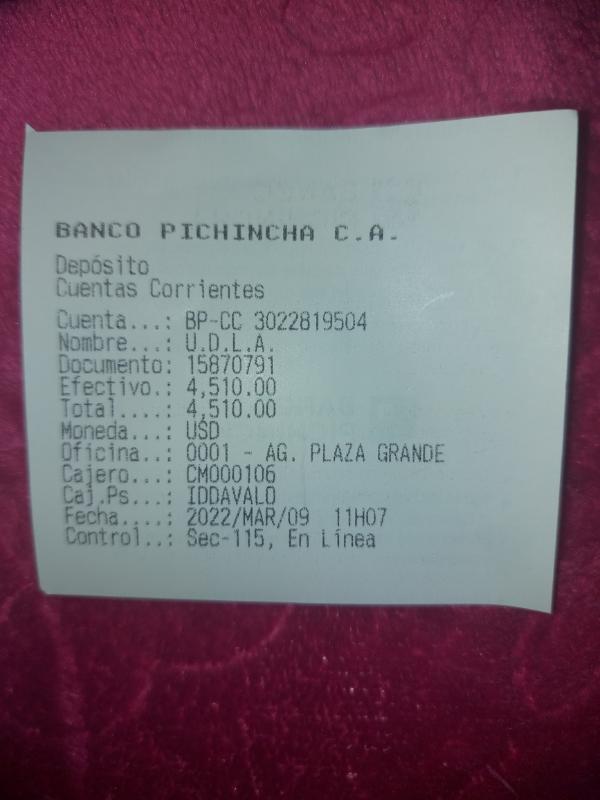 BANCO PICHINCHA C.A.
Depósito
Cuentas Corrientes
Cuenta...: BP-CC 3022819504
Nombre...: U.D.L.A.
Documento: 15870791
Efectivo.: 4,510.00
Total....: 4,510.00
Moneda...: USD
Oficina..: 0001 - AG. PLAZA GRANDE
Cajero...: CM000106
Caj.Ps...: IDDAVALO
Fecha....: 2022/MAR/09 11H07
Control..: Sec-115, En Línea